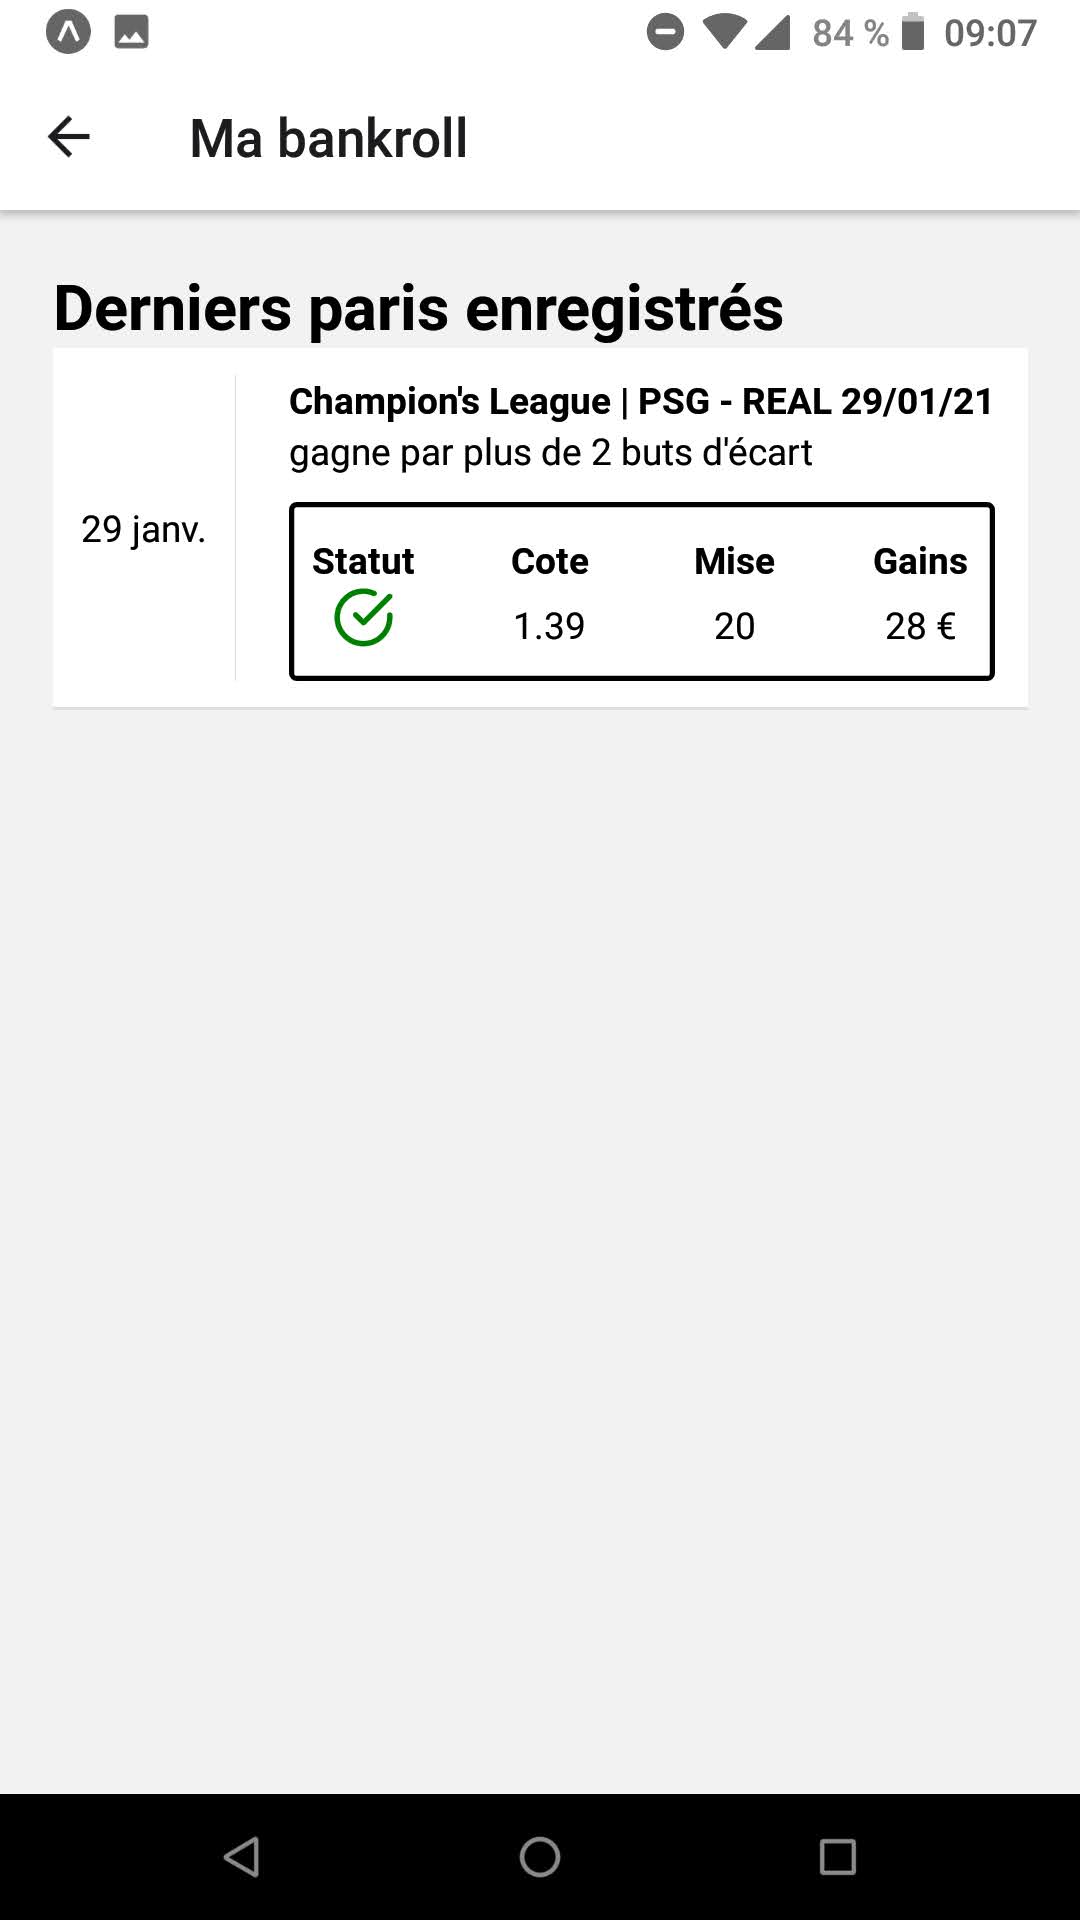 84 % 09:07
Ma bankroll
Derniers paris enregistrés
29 janv.
Champion's League | PSG - REAL 29/01/21
gagne par plus de 2 buts d'écart
Statut Cote Mise Gains
1.39 20 28 €